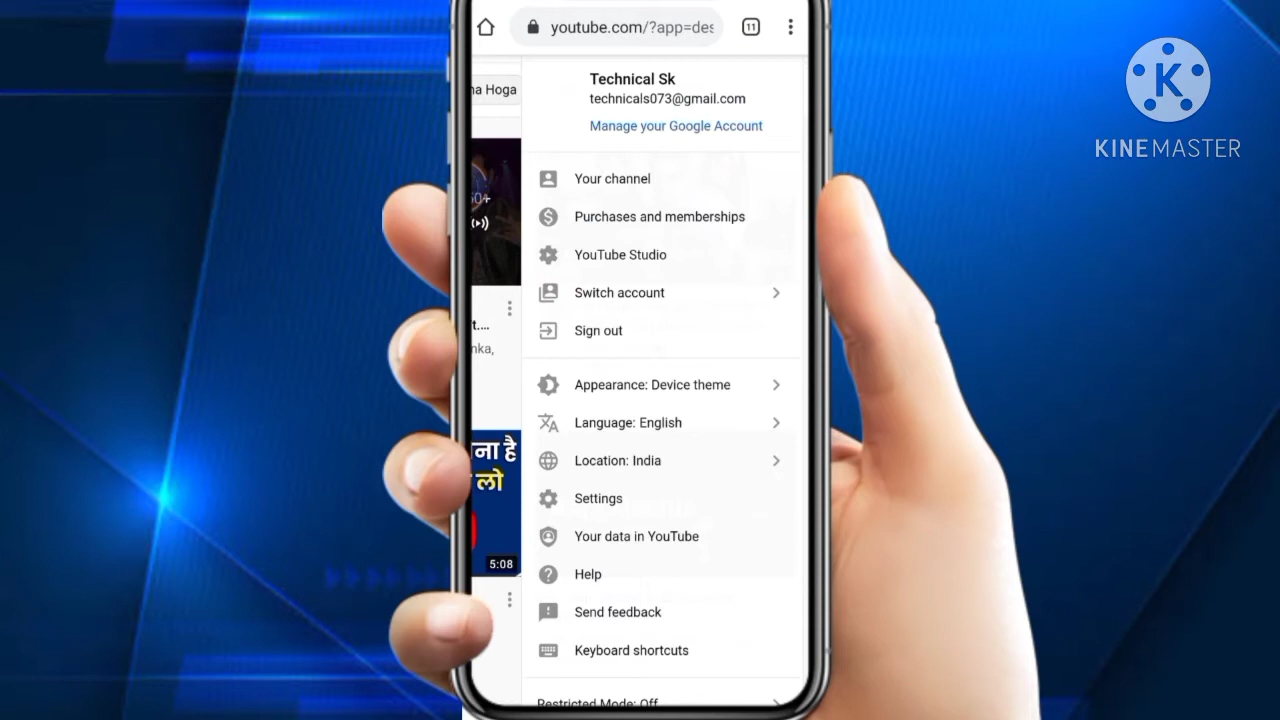 youtube.com/?app=des
11
KINEMASTER
na Hoga
Technical Sk
technicals073@gmail.com
Manage your Google Account
Your channel
50+
Purchases and memberships
YouTube Studio
Switch account
Sign out
t....
nka,
Appearance: Device theme
Language: English
ना है
लो
Location: India
Settings
Your data in YouTube
5:08
Help
Send feedback
Keyboard shortcuts
Restricted Mode: Off